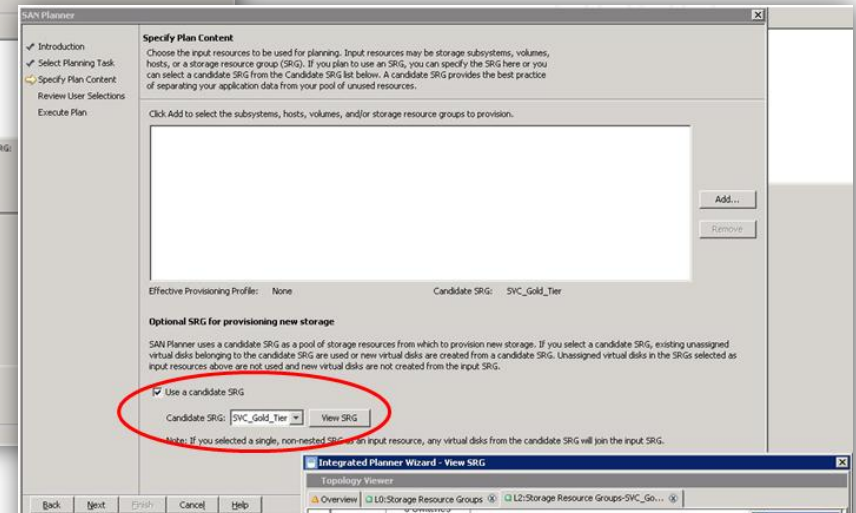 SAN Planner
Introduction
Select Planning Task
Specify Plan Content
Review User Selections
Execute Plan
Specify Plan Content
Choose the input resources to be used for planning. Input resources may be storage subsystems, volumes,
hosts, or a storage resource group (SRG). If you plan to use an SRG, you can specify the SRG here or you
can select a candidate SRG from the Candidate SRG list below. A candidate SRG provides the best practice
of separating your application data from your pool of unused resources.
Click Add to select the subsystems, hosts, volumes, and/or storage resource groups to provision.
RG:
Add...
Remove
Effective Provisioning Profile: None Candidate SRG: SVC_Gold_Tier
Optional SRG for provisioning new storage
SAN Planner uses a candidate SRG as a pool of storage resources from which to provision new storage. If you select a candidate SRG, existing unassigned
virtual disks belonging to the candidate SRG are used or new virtual disks are created from a candidate SRG. Unassigned virtual disks in the SRGs selected as
input resources above are not used and new virtual disks are not created from the input SRG.
Use a candidate SRG
Candidate SRG: SVC_Gold_Tier View SRG
Note: If you selected a single, non-nested SRG as an input resource, any virtual disks from the candidate SRG will join the input SRG.
Back Next Finish Cancel Help
Integrated Planner Wizard - View SRG
Topology Viewer
Overview L0:Storage Resource Groups L2:Storage Resource Groups-SVC_Go...
Switches